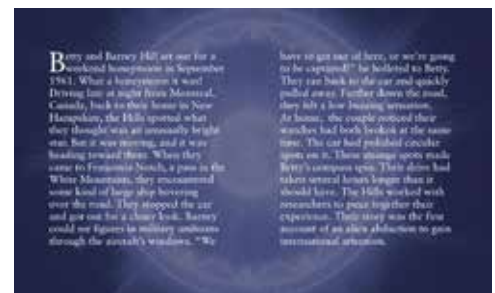 Betty and Barney Hill set out for a
weekend honeymoon in September
1961. What a honeymoon it was!
Driving late at night from Montreal,
Canada, back to their home in New
Hampshire, the Hills spotted what
they thought was an unusually bright
star. But it was moving, and it was
heading toward them. When they
came to Franconia Notch, a pass in the
White Mountains, they encountered
some kind of large ship hovering
over the road. They stopped the car
and got out for a closer look. Barney
could see figures in military uniforms
through the aircraft's windows. "We
have to get out of here, or we're going
to be captured!" he hollered to Betty.
They ran back to the car and quickly
pulled away. Farther down the road,
they felt a low buzzing sensation.
At home, the couple noticed their
watches had both broken at the same
time. The car had polished circular
spots on it. These strange spots made
Betty's compass spin. Their drive had
taken several hours longer than it
should have. The Hills worked with
researchers to piece together their
experience. Their story was the first
account of an alien abduction to gain
international attention.